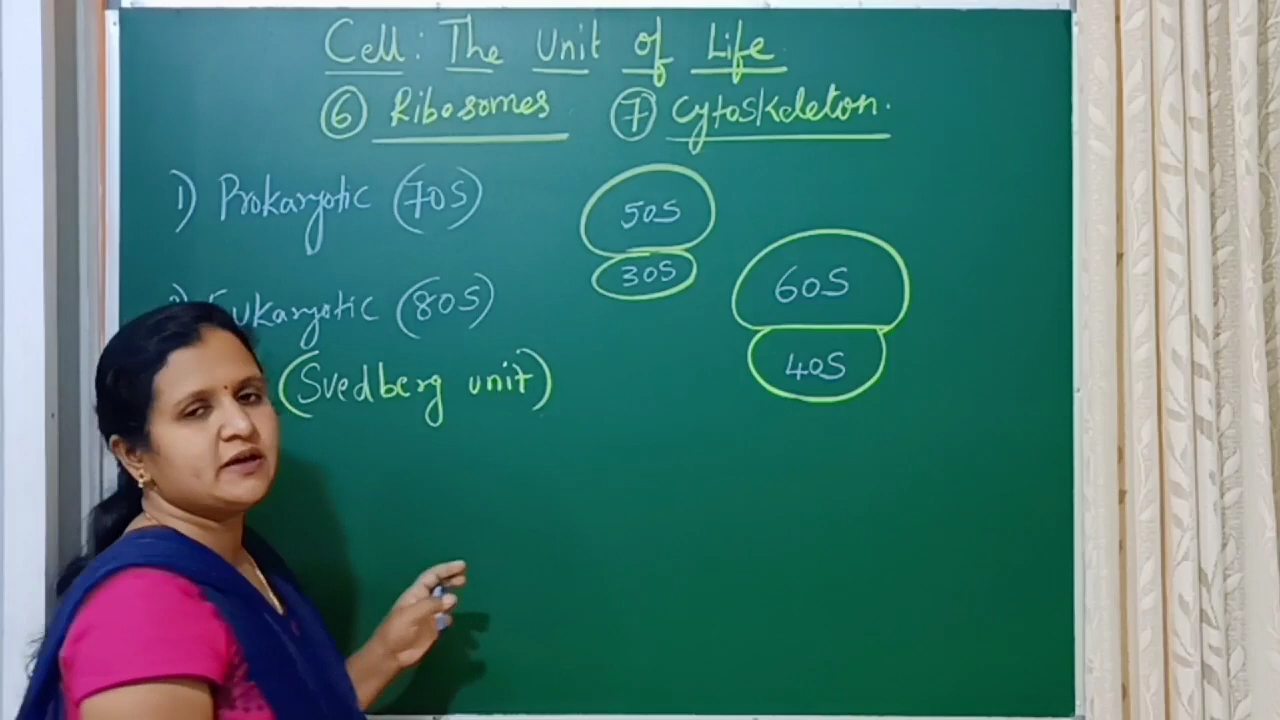 Cell: The Unit of Life
⑥ Ribosomes ⑦ Cytoskeleton.
1) Prokaryotic (70S)
50S
30S
Eukaryotic (80S)
60S
(Svedberg unit)
40S